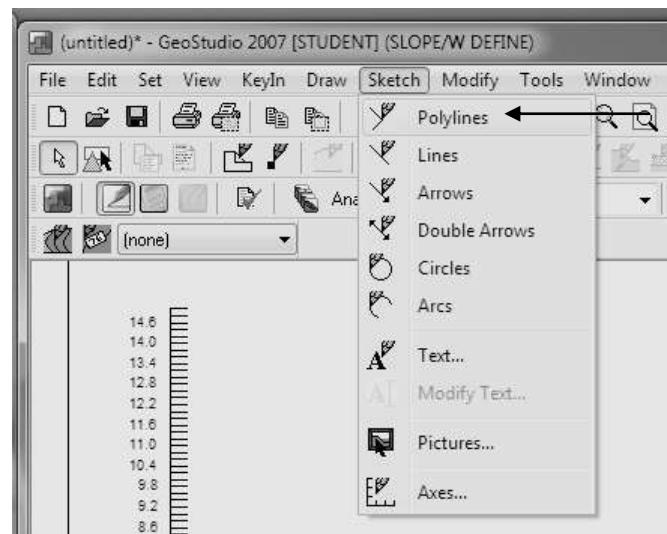 (untitled)* - GeoStudio 2007 [STUDENT] (SLOPE/W DEFINE)
File Edit Set View KeyIn Draw Sketch Modify Tools Window
Polylines
Lines
Ana
Arrows
(none)
Double Arrows
Circles
Arcs
Text...
Modify Text...
Pictures...
Axes...
14.6
14.0
13.4
12.8
12.2
11.6
11.0
10.4
9.8
9.2
8.6